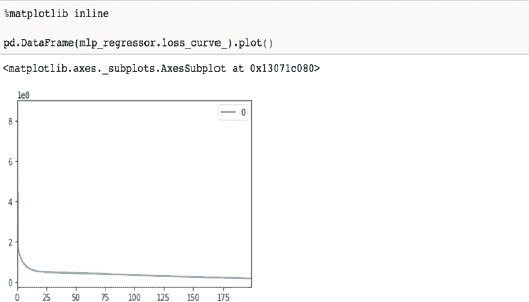 %matplotlib inline
pd.DataFrame(mlp_regressor.loss_curve_).plot()
<matplotlib.axes._subplots.AxesSubplot at 0x13071c080>
1e8
0
8
6
4
2
0
0 25 50 75 100 125 150 175